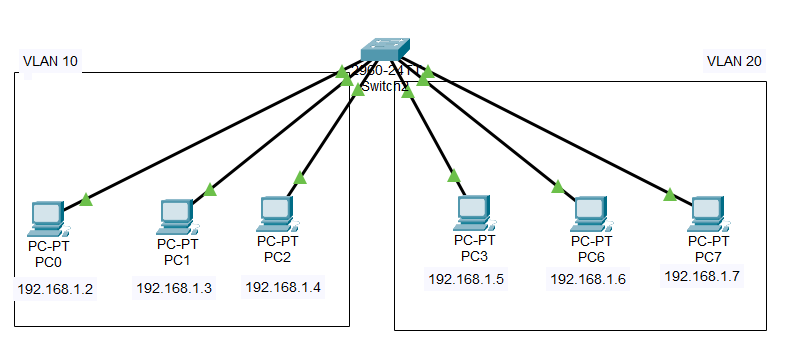 VLAN 10
VLAN 20
2960-24TT
Switch2
PC-PT
PC0
PC-PT
PC1
PC-PT
PC2
PC-PT
PC3
PC-PT
PC6
PC-PT
PC7
192.168.1.2
192.168.1.3
192.168.1.4
192.168.1.5
192.168.1.6
192.168.1.7